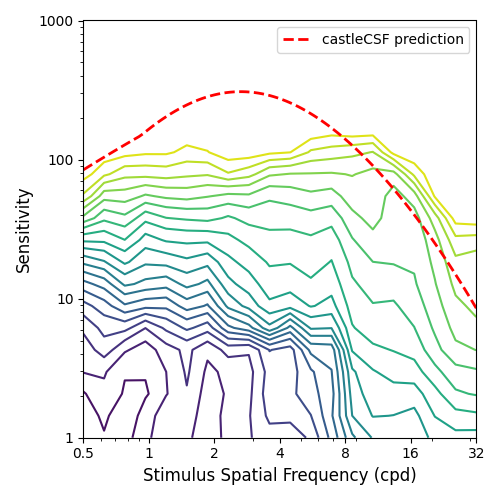 1000
castleCSF prediction
100
Sensitivity
10
1
0.5 1 2 4 8 16 32
Stimulus Spatial Frequency (cpd)